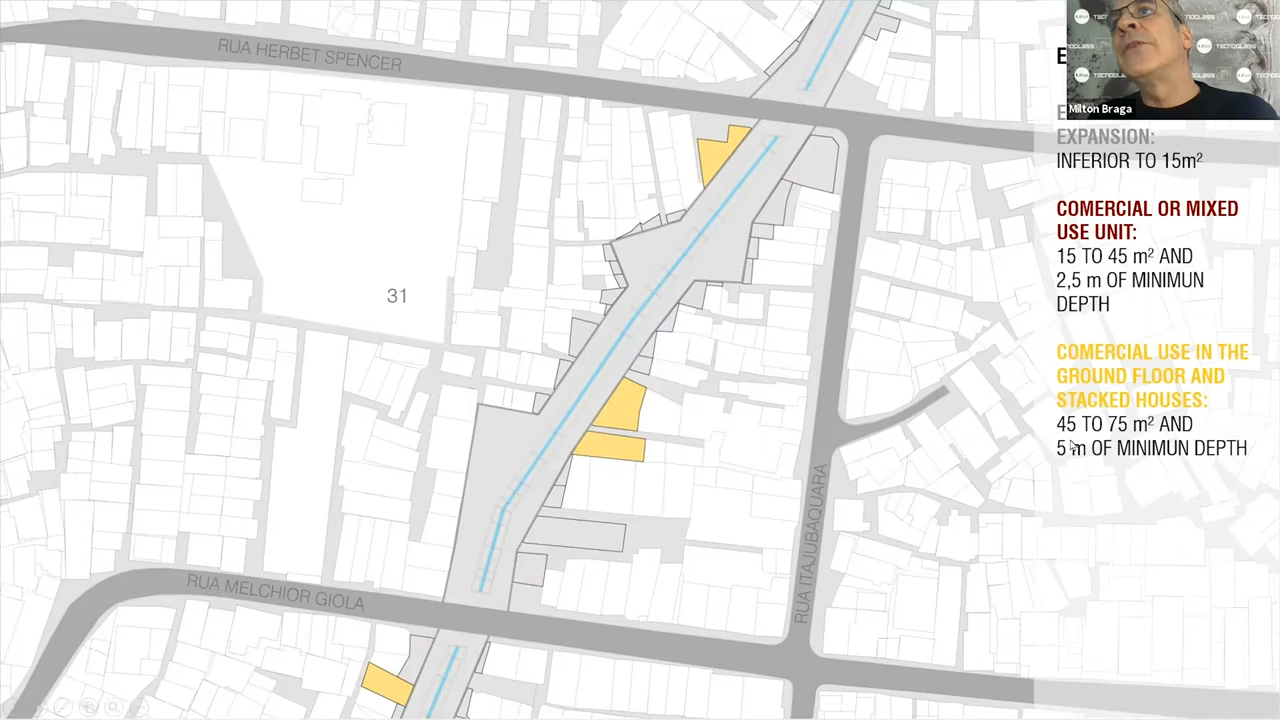 RUA HERBET SPENCER
31
RUA MELCHIOR GIOLA
RUA ITAJUBAQUARA
TECNOGLASS
TECNOGLASS
Milton Braga
E
EXPANSION:
INFERIOR TO 15m²
COMERCIAL OR MIXED
USE UNIT:
15 TO 45 m² AND
2,5 m OF MINIMUN
DEPTH
COMERCIAL USE IN THE
GROUND FLOOR AND
STACKED HOUSES:
45 TO 75 m² AND
5 m OF MINIMUN DEPTH